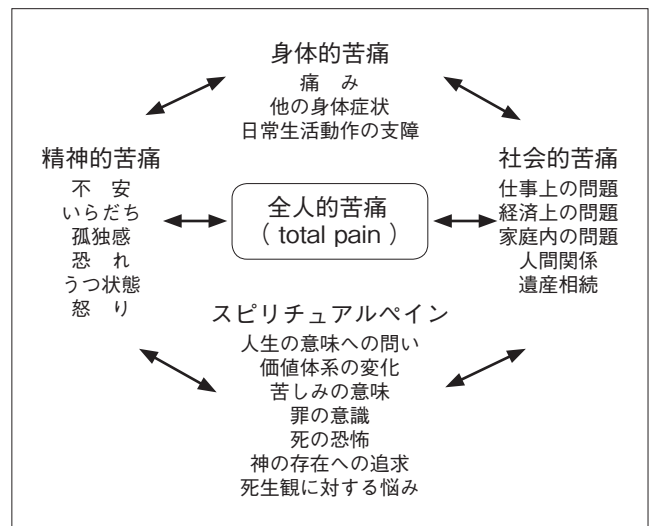 身体的苦痛
痛 み
他の身体症状
日常生活動作の支障
精神的苦痛
不 安
いらだち
孤独感
恐 れ
うつ状態
怒 り
全人的苦痛
( total pain )
社会的苦痛
仕事上の問題
経済上の問題
家庭内の問題
人間関係
遺産相続
スピリチュアルペイン
人生の意味への問い
価値体系の変化
苦しみの意味
罪の意識
死の恐怖
神の存在への追求
死生観に対する悩み